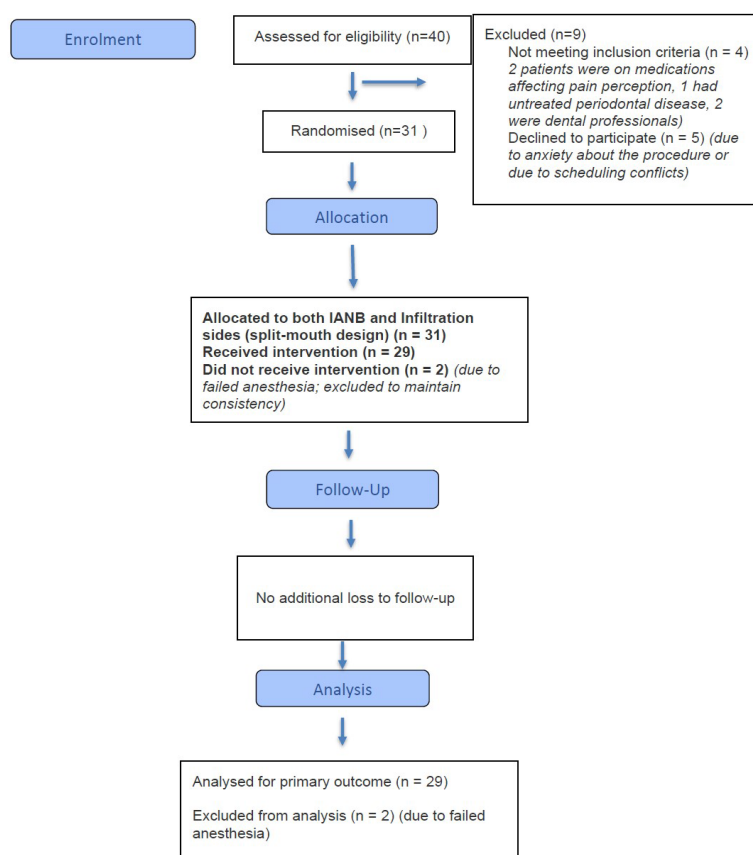 Enrolment
Assessed for eligibility (n=40)
Excluded (n=9)
Not meeting inclusion criteria (n = 4)
2 patients were on medications
affecting pain perception, 1 had
untreated periodontal disease, 2
were dental professionals)
Declined to participate (n = 5) (due
to anxiety about the procedure or
due to scheduling conflicts)
Randomised (n=31 )
Allocation
Allocated to both IANB and Infiltration
sides (split-mouth design) (n = 31)
Received intervention (n = 29)
Did not receive intervention (n = 2) (due to
failed anesthesia; excluded to maintain
consistency)
Follow-Up
No additional loss to follow-up
Analysis
Analysed for primary outcome (n = 29)
Excluded from analysis (n = 2) (due to failed
anesthesia)